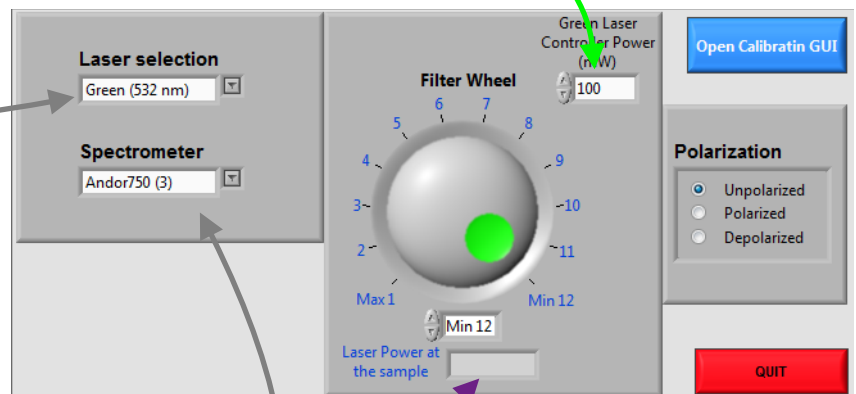 Laser selection
Green (532 nm)
Spectrometer
Andor750 (3)
Green Laser
Controller Power
(mW)
100
Filter Wheel
Max 1
2
3
4
5
6
7
8
9
10
11
Min 12
Min 12
Laser Power at
the sample
Open Calibratin GUI
Polarization
Unpolarized
Polarized
Depolarized
QUIT